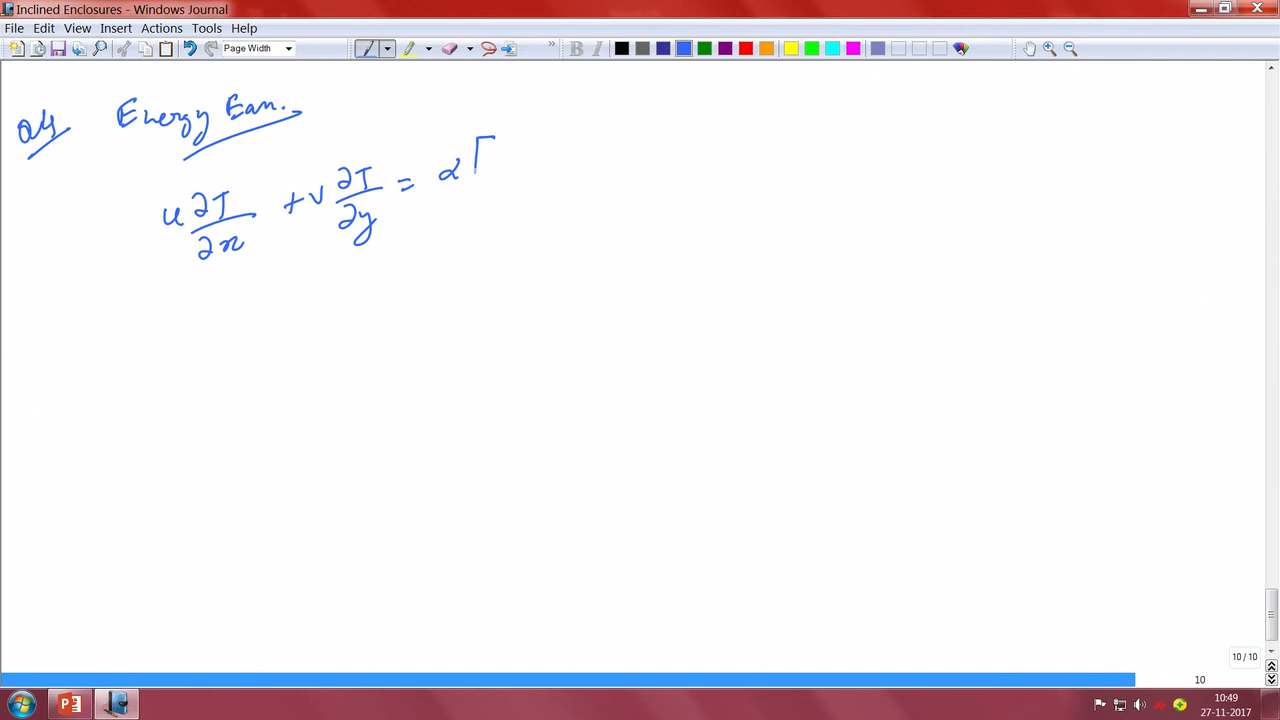 Inclined Enclosures - Windows Journal
File Edit View Insert Actions Tools Help
Page Width
Energy Eqn.
u ∂T/∂x + v ∂T/∂y = α [
10 / 10
10
10:49
27-11-2017